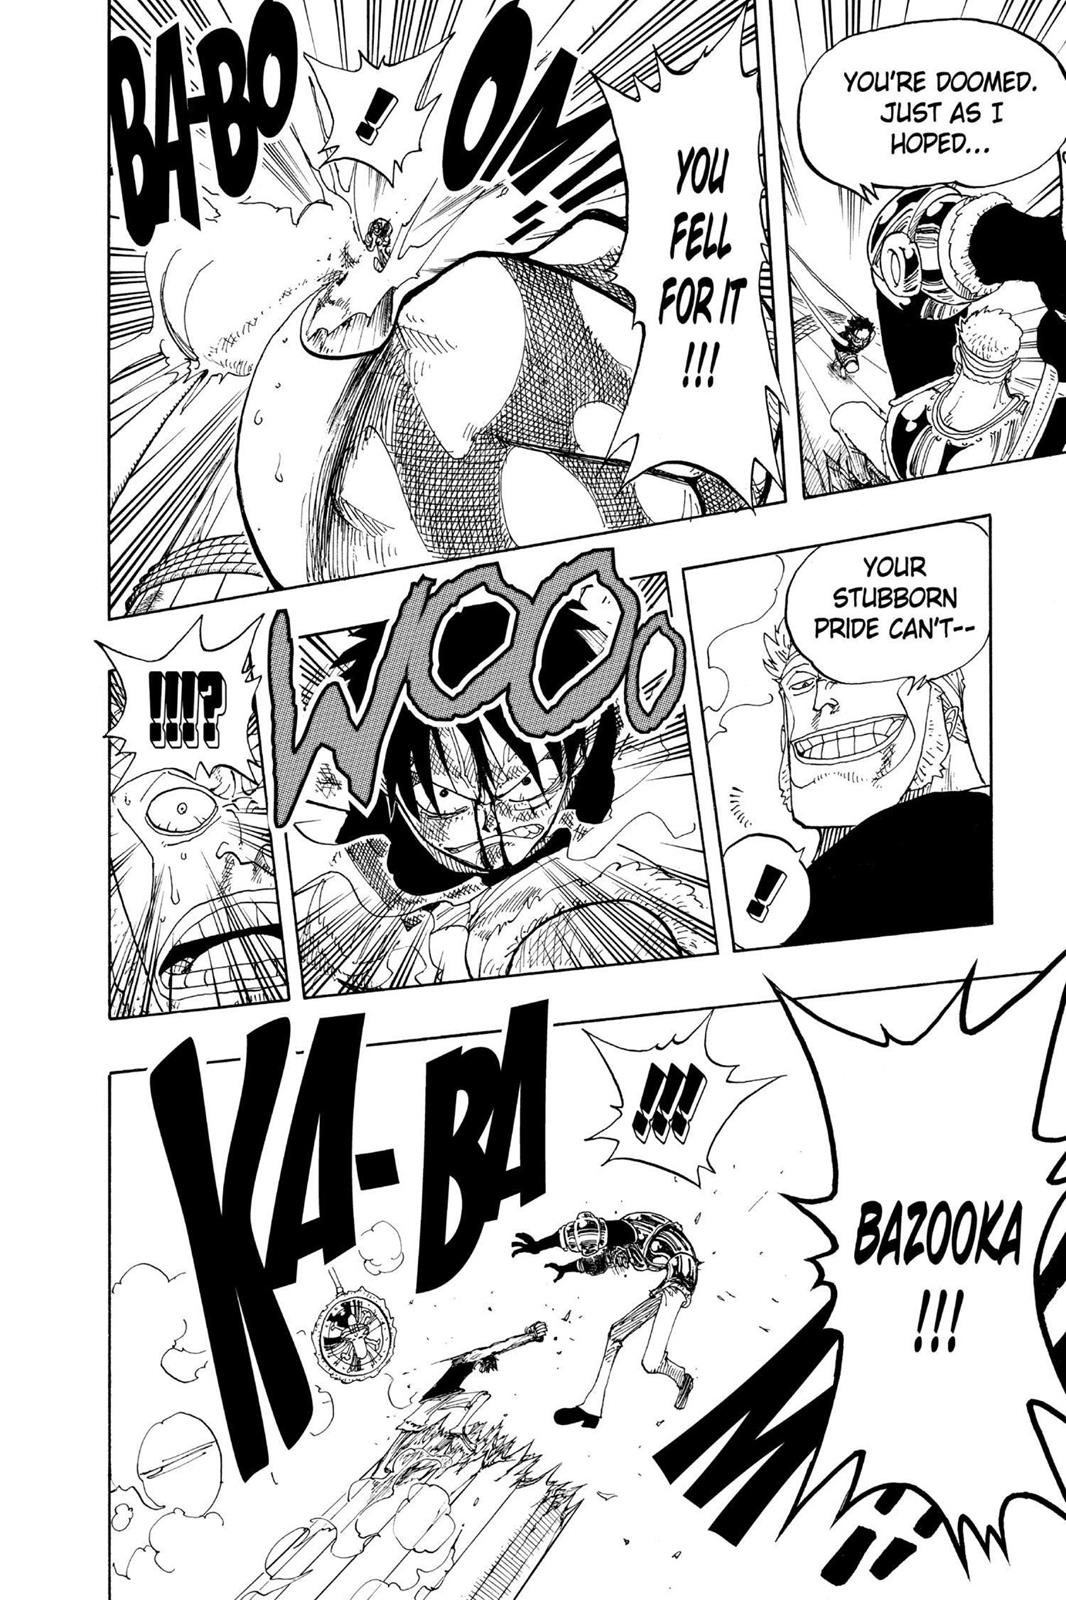 YOU'RE DOOMED.
JUST AS I
HOPED...
YOU
FELL
FOR IT
!!!
!
BA-BO
OM!!
YOUR
STUBBORN
PRIDE CAN'T--
!!
WOOO
!!!!?
BAZOOKA
!!!
!!!!
KA-BA
M!!